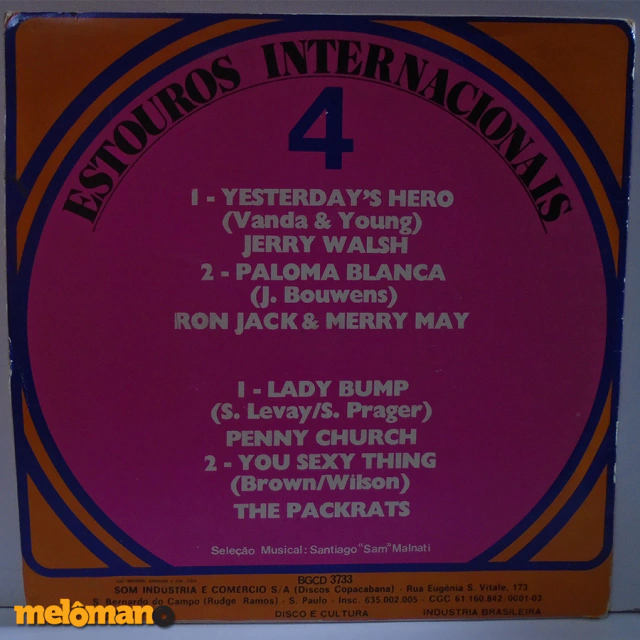 ESTOUROS INTERNACIONAIS
4
1 - YESTERDAY'S HERO
(Vanda & Young)
JERRY WALSH
2 - PALOMA BLANCA
(J. Bouwens)
RON JACK & MERRY MAY
1 - LADY BUMP
(S. Levay/S. Prager)
PENNY CHURCH
2 - YOU SEXY THING
(Brown/Wilson)
THE PACKRATS
Seleção Musical: Santiago "Sam" Malnati
BGCD 3733
SOM INDÚSTRIA E COMERCIO S/A (Discos Copacabana) - Rua Eugênia S. Vitale, 173
S. Bernardo do Campo (Rudge Ramos) - S. Paulo - Insc. 635.002.005 - CGC 61.160.842 0001-03
DISCO É CULTURA INDÚSTRIA BRASILEIRA
melômano